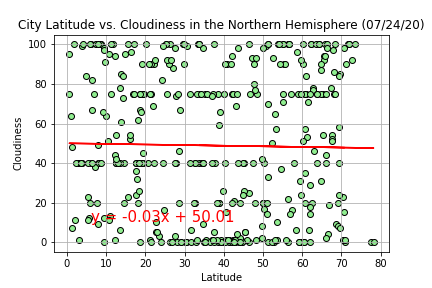 City Latitude vs. Cloudiness in the Northern Hemisphere (07/24/20)
100
80
60
40
20
0
Cloudiness
y = -0.03x + 50.01
0 10 20 30 40 50 60 70 80
Latitude